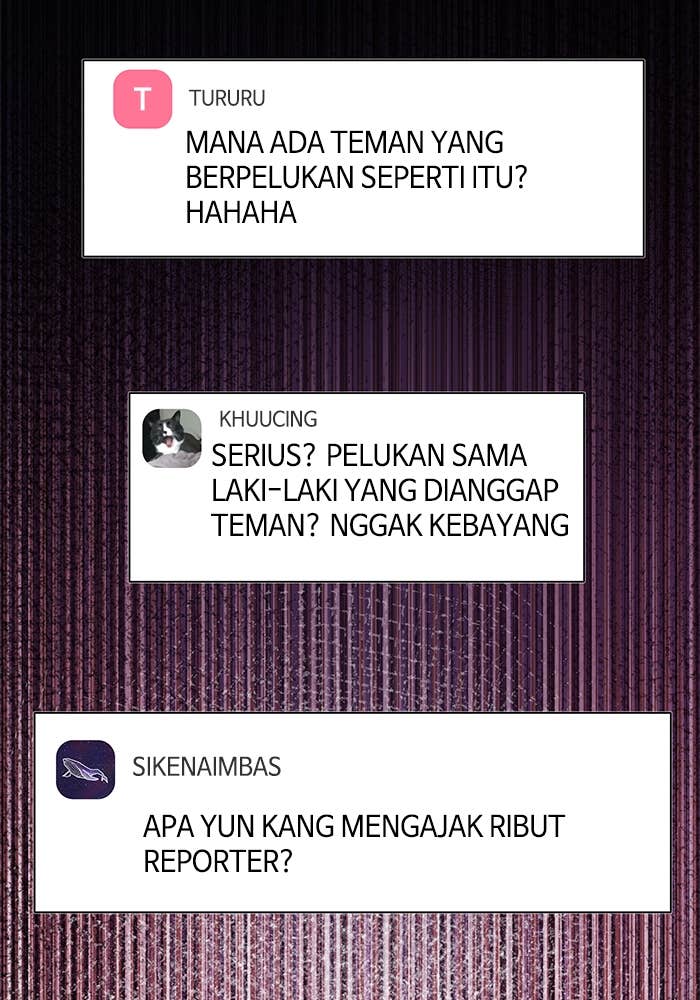 T
TURURU
MANA ADA TEMAN YANG
BERPELUKAN SEPERTI ITU?
HAHAHA
KHUUCING
SERIUS? PELUKAN SAMA
LAKI-LAKI YANG DIANGGAP
TEMAN? NGGAK KEBAYANG
SIKENAIMBAS
APA YUN KANG MENGAJAK RIBUT
REPORTER?